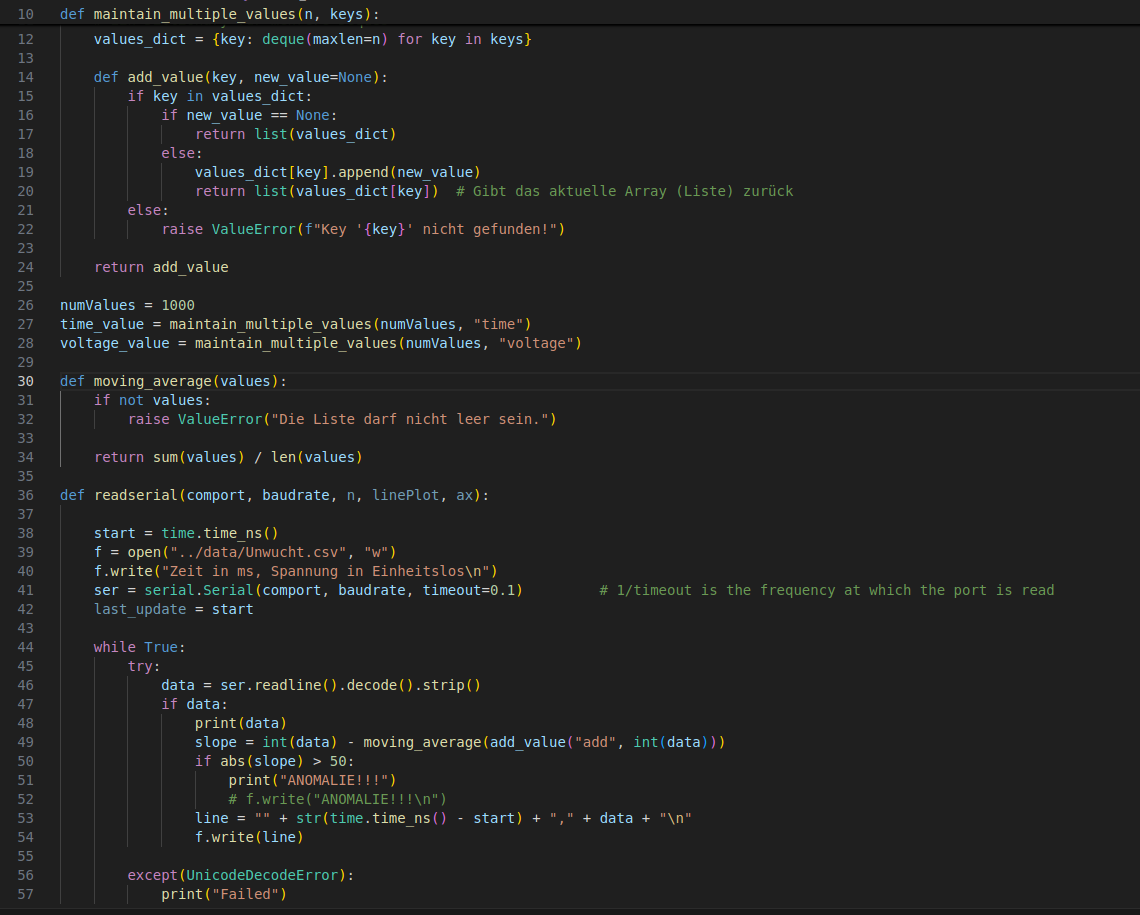 10 def maintain_multiple_values(n, keys):
12     values_dict = {key: deque(maxlen=n) for key in keys}
13
14     def add_value(key, new_value=None):
15         if key in values_dict:
16             if new_value == None:
17                 return list(values_dict)
18             else:
19                 values_dict[key].append(new_value)
20                 return list(values_dict[key])  # Gibt das aktuelle Array (Liste) zurück
21         else:
22             raise ValueError(f"Key '{key}' nicht gefunden!")
23
24     return add_value
25
26 numValues = 1000
27 time_value = maintain_multiple_values(numValues, "time")
28 voltage_value = maintain_multiple_values(numValues, "voltage")
29
30 def moving_average(values):
31     if not values:
32         raise ValueError("Die Liste darf nicht leer sein.")
33
34     return sum(values) / len(values)
35
36 def readserial(comport, baudrate, n, linePlot, ax):
37
38     start = time.time_ns()
39     f = open("../data/Unwucht.csv", "w")
40     f.write("Zeit in ms, Spannung in Einheitslos\n")
41     ser = serial.Serial(comport, baudrate, timeout=0.1)         # 1/timeout is the frequency at which the port is read
42     last_update = start
43
44     while True:
45         try:
46             data = ser.readline().decode().strip()
47             if data:
48                 print(data)
49                 slope = int(data) - moving_average(add_value("add", int(data)))
50                 if abs(slope) > 50:
51                     print("ANOMALIE!!!")
52                     # f.write("ANOMALIE!!!\n")
53                 line = "" + str(time.time_ns() - start) + "," + data + "\n"
54                 f.write(line)
55
56         except(UnicodeDecodeError):
57             print("Failed")